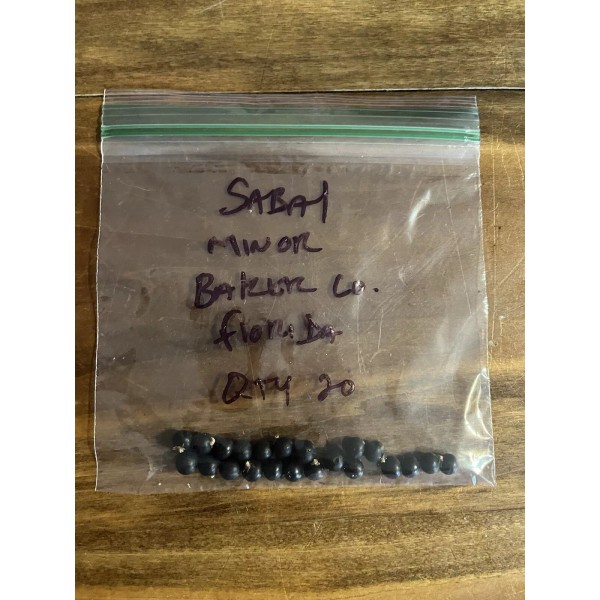 SABAL
MINOR
BAKER CO.
FLORIDA
QTY 20